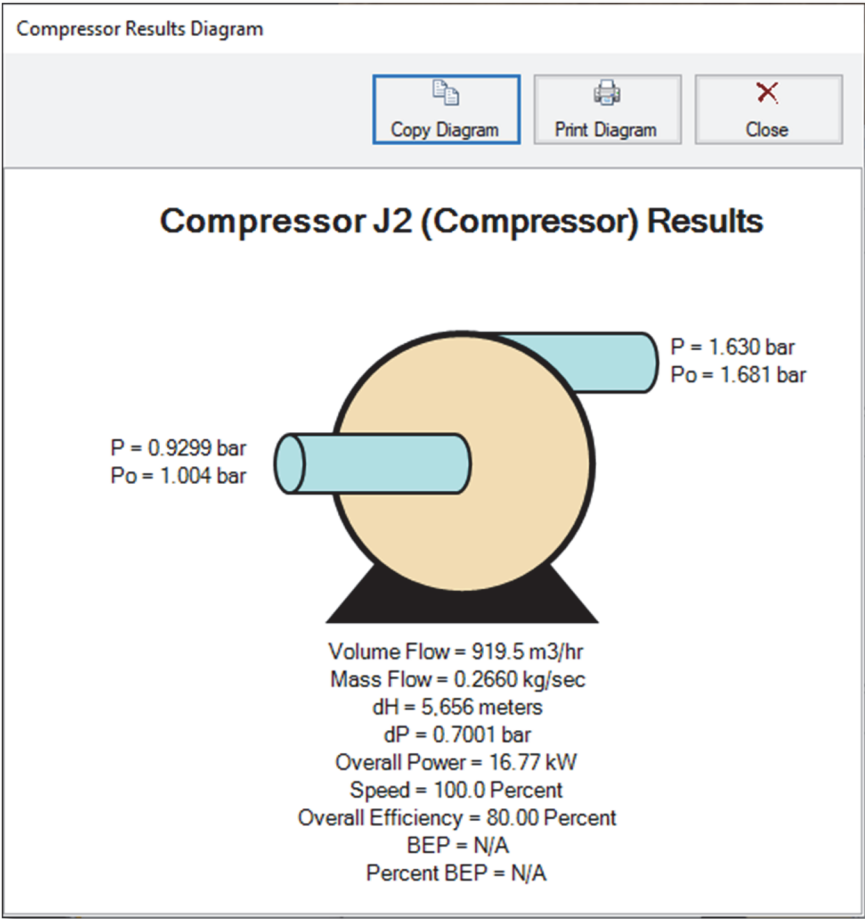 Compressor Results Diagram
Copy Diagram
Print Diagram
Close
Compressor J2 (Compressor) Results
P = 1.630 bar
Po = 1.681 bar
P = 0.9299 bar
Po = 1.004 bar
Volume Flow = 919.5 m3/hr
Mass Flow = 0.2660 kg/sec
dH = 5,656 meters
dP = 0.7001 bar
Overall Power = 16.77 kW
Speed = 100.0 Percent
Overall Efficiency = 80.00 Percent
BEP = N/A
Percent BEP = N/A